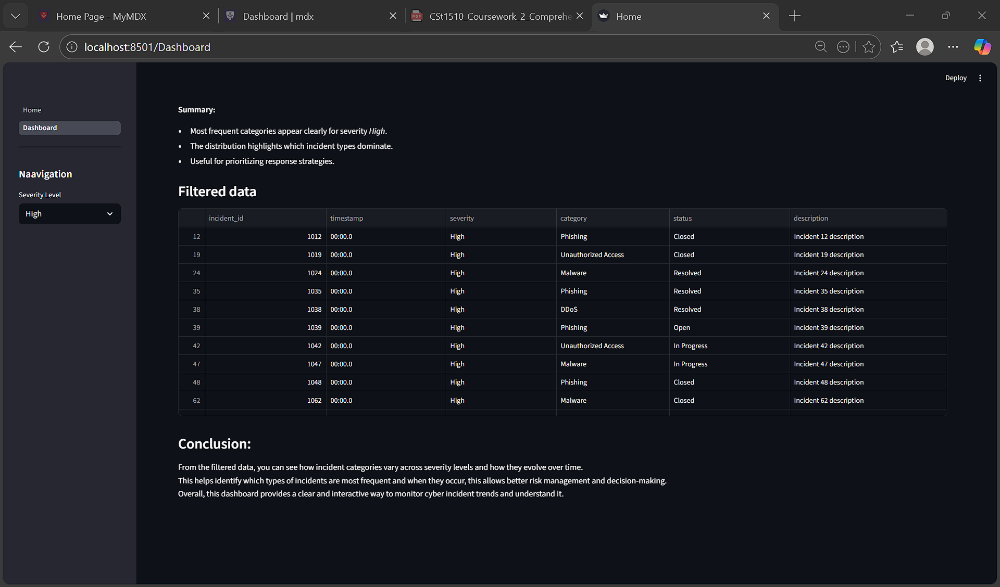 Home Page - MyMDX
Dashboard | mdx
PDF
CSt1510_Coursework_2_Comprehe
Home
localhost:8501/Dashboard
Deploy
Home
Dashboard
Naavigation
Severity Level
High
Summary:
• Most frequent categories appear clearly for severity High.
• The distribution highlights which incident types dominate.
• Useful for prioritizing response strategies.
Filtered data
incident_id timestamp severity category status description
12 1012 00:00.0 High Phishing Closed Incident 12 description
19 1019 00:00.0 High Unauthorized Access Closed Incident 19 description
24 1024 00:00.0 High Malware Resolved Incident 24 description
35 1035 00:00.0 High Phishing Resolved Incident 35 description
38 1038 00:00.0 High DDoS Resolved Incident 38 description
39 1039 00:00.0 High Phishing Open Incident 39 description
42 1042 00:00.0 High Unauthorized Access In Progress Incident 42 description
47 1047 00:00.0 High Malware In Progress Incident 47 description
48 1048 00:00.0 High Phishing Closed Incident 48 description
62 1062 00:00.0 High Malware Closed Incident 62 description
Conclusion:
From the filtered data, you can see how incident categories vary across severity levels and how they evolve over time.
This helps identify which types of incidents are most frequent and when they occur, this allows better risk management and decision-making.
Overall, this dashboard provides a clear and interactive way to monitor cyber incident trends and understand it.